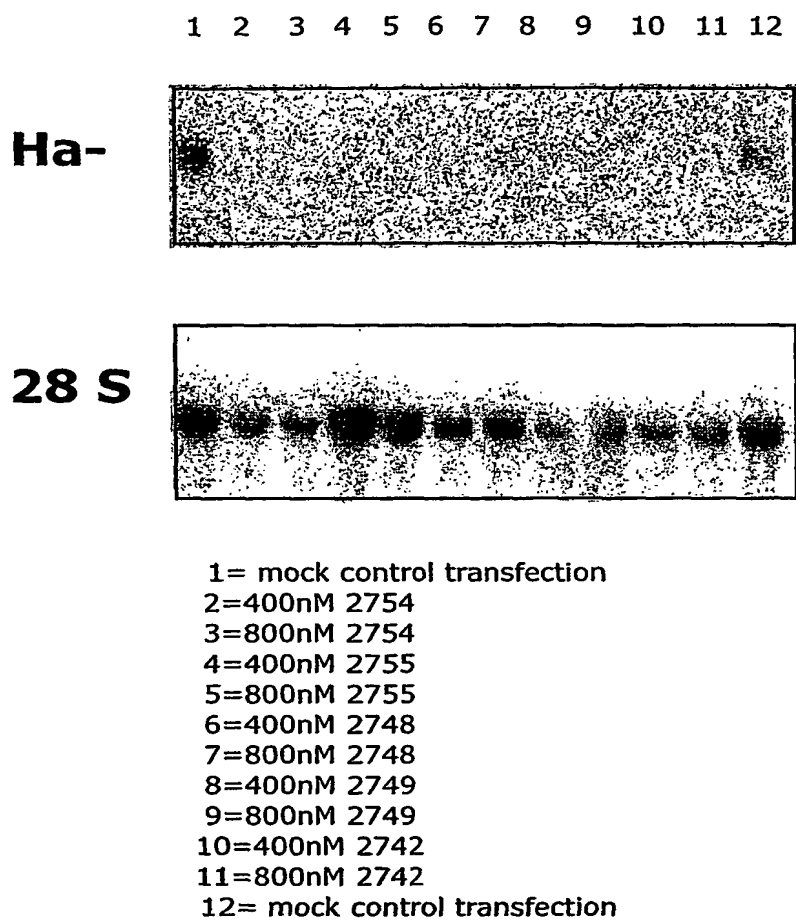 1 2 3 4 5 6 7 8 9 10 11 12
Ha-
28 S
1= mock control transfection
2=400nM 2754
3=800nM 2754
4=400nM 2755
5=800nM 2755
6=400nM 2748
7=800nM 2748
8=400nM 2749
9=800nM 2749
10=400nM 2742
11=800nM 2742
12= mock control transfection